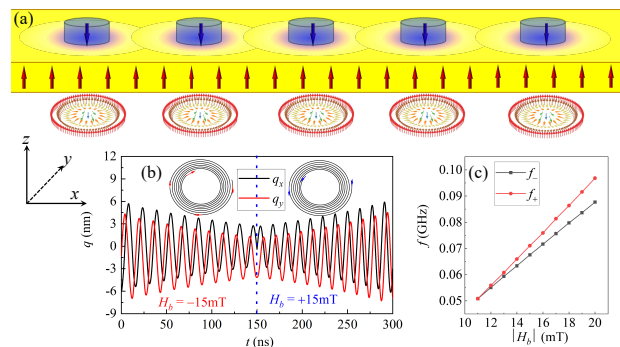 (a)
z
y
x
(b)
q_x
q_y
12
9
6
3
0
-3
-6
-9
q (nm)
H_b = −15mT
H_b = +15mT
0 50 100 150 200 250 300
t (ns)
(c)
f_−
f_+
0.10
0.09
0.08
0.07
0.06
0.05
f (GHz)
10 12 14 16 18 20
|H_b| (mT)